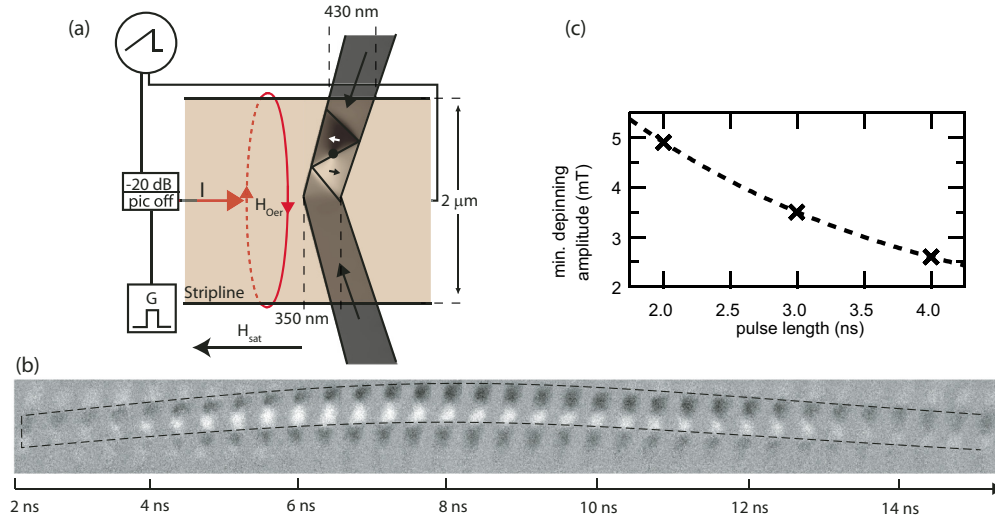 (a)
430 nm
-20 dB
pic off
I
H_Oer
2 μm
G
Stripline
350 nm
H_sat
(c)
min. depinning
amplitude (mT)
5
4
3
2
2.0 2.5 3.0 3.5 4.0
pulse length (ns)
(b)
2 ns 4 ns 6 ns 8 ns 10 ns 12 ns 14 ns